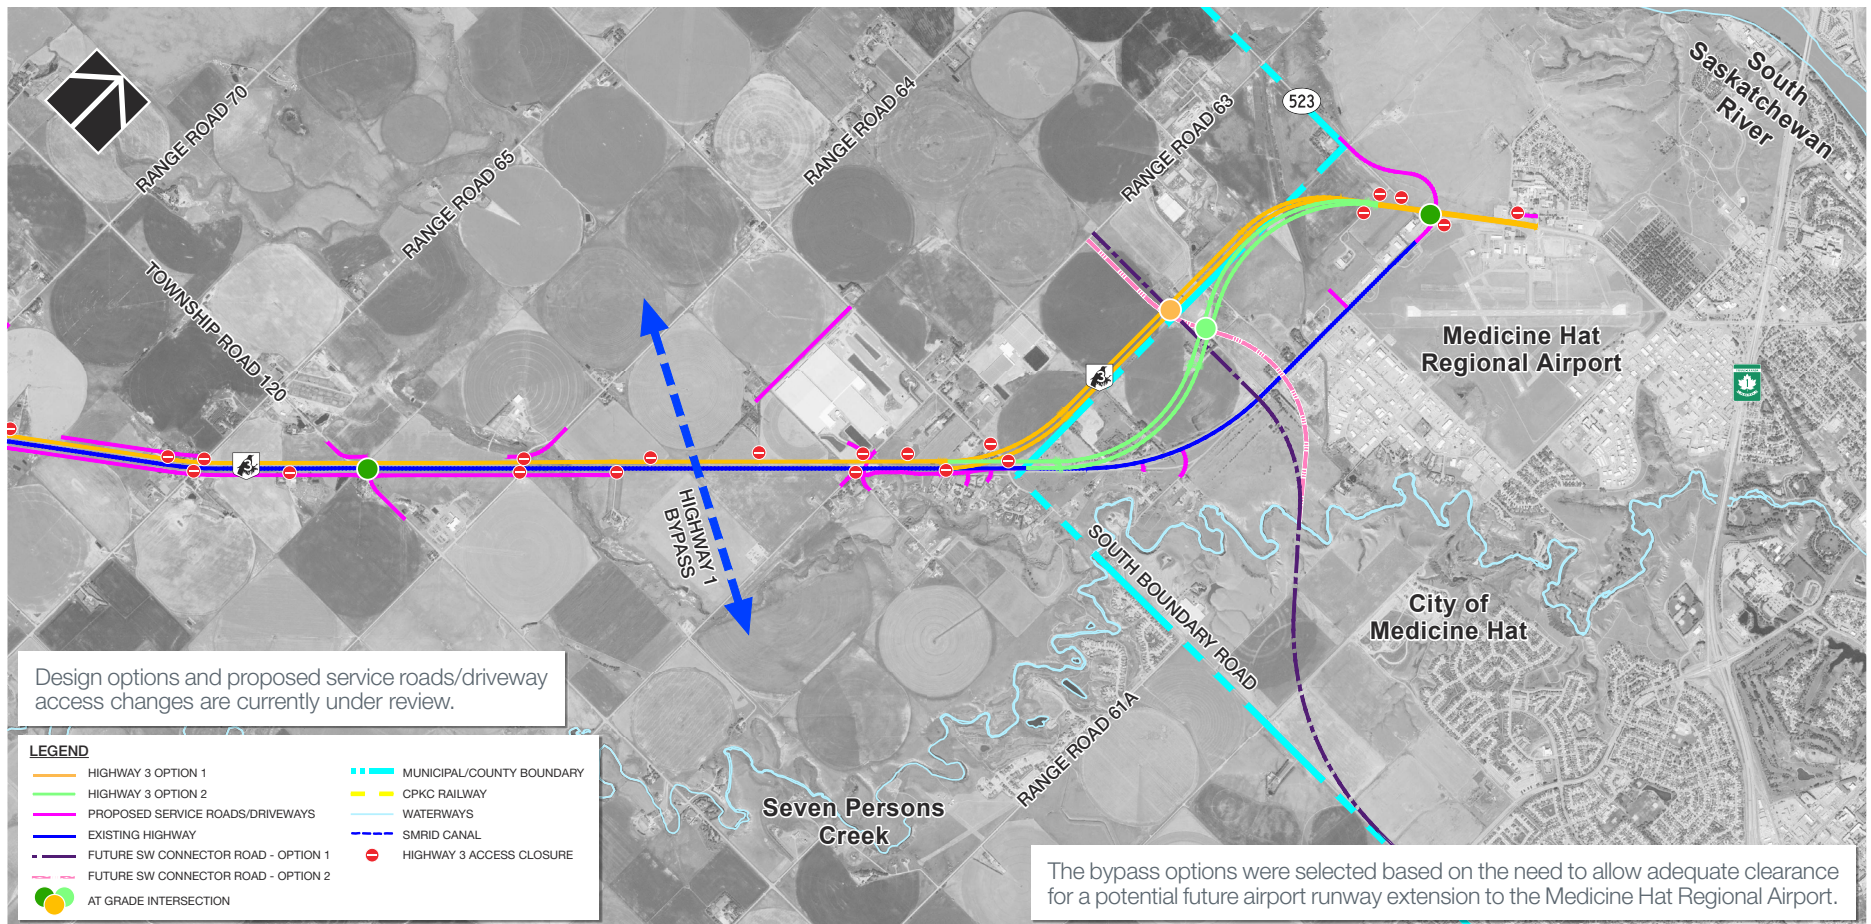 RANGE ROAD 70
RANGE ROAD 65
RANGE ROAD 64
RANGE ROAD 63
523
South
Saskatchewan
River
TOWNSHIP ROAD 120
3
3
Medicine Hat
Regional Airport
1
HIGHWAY 1
BYPASS
SOUTH BOUNDARY ROAD
City of
Medicine Hat
RANGE ROAD 61A
Seven Persons
Creek
Design options and proposed service roads/driveway
access changes are currently under review.
LEGEND
HIGHWAY 3 OPTION 1
HIGHWAY 3 OPTION 2
PROPOSED SERVICE ROADS/DRIVEWAYS
EXISTING HIGHWAY
FUTURE SW CONNECTOR ROAD - OPTION 1
FUTURE SW CONNECTOR ROAD - OPTION 2
AT GRADE INTERSECTION
MUNICIPAL/COUNTY BOUNDARY
CPKC RAILWAY
WATERWAYS
SMRID CANAL
HIGHWAY 3 ACCESS CLOSURE
The bypass options were selected based on the need to allow adequate clearance
for a potential future airport runway extension to the Medicine Hat Regional Airport.